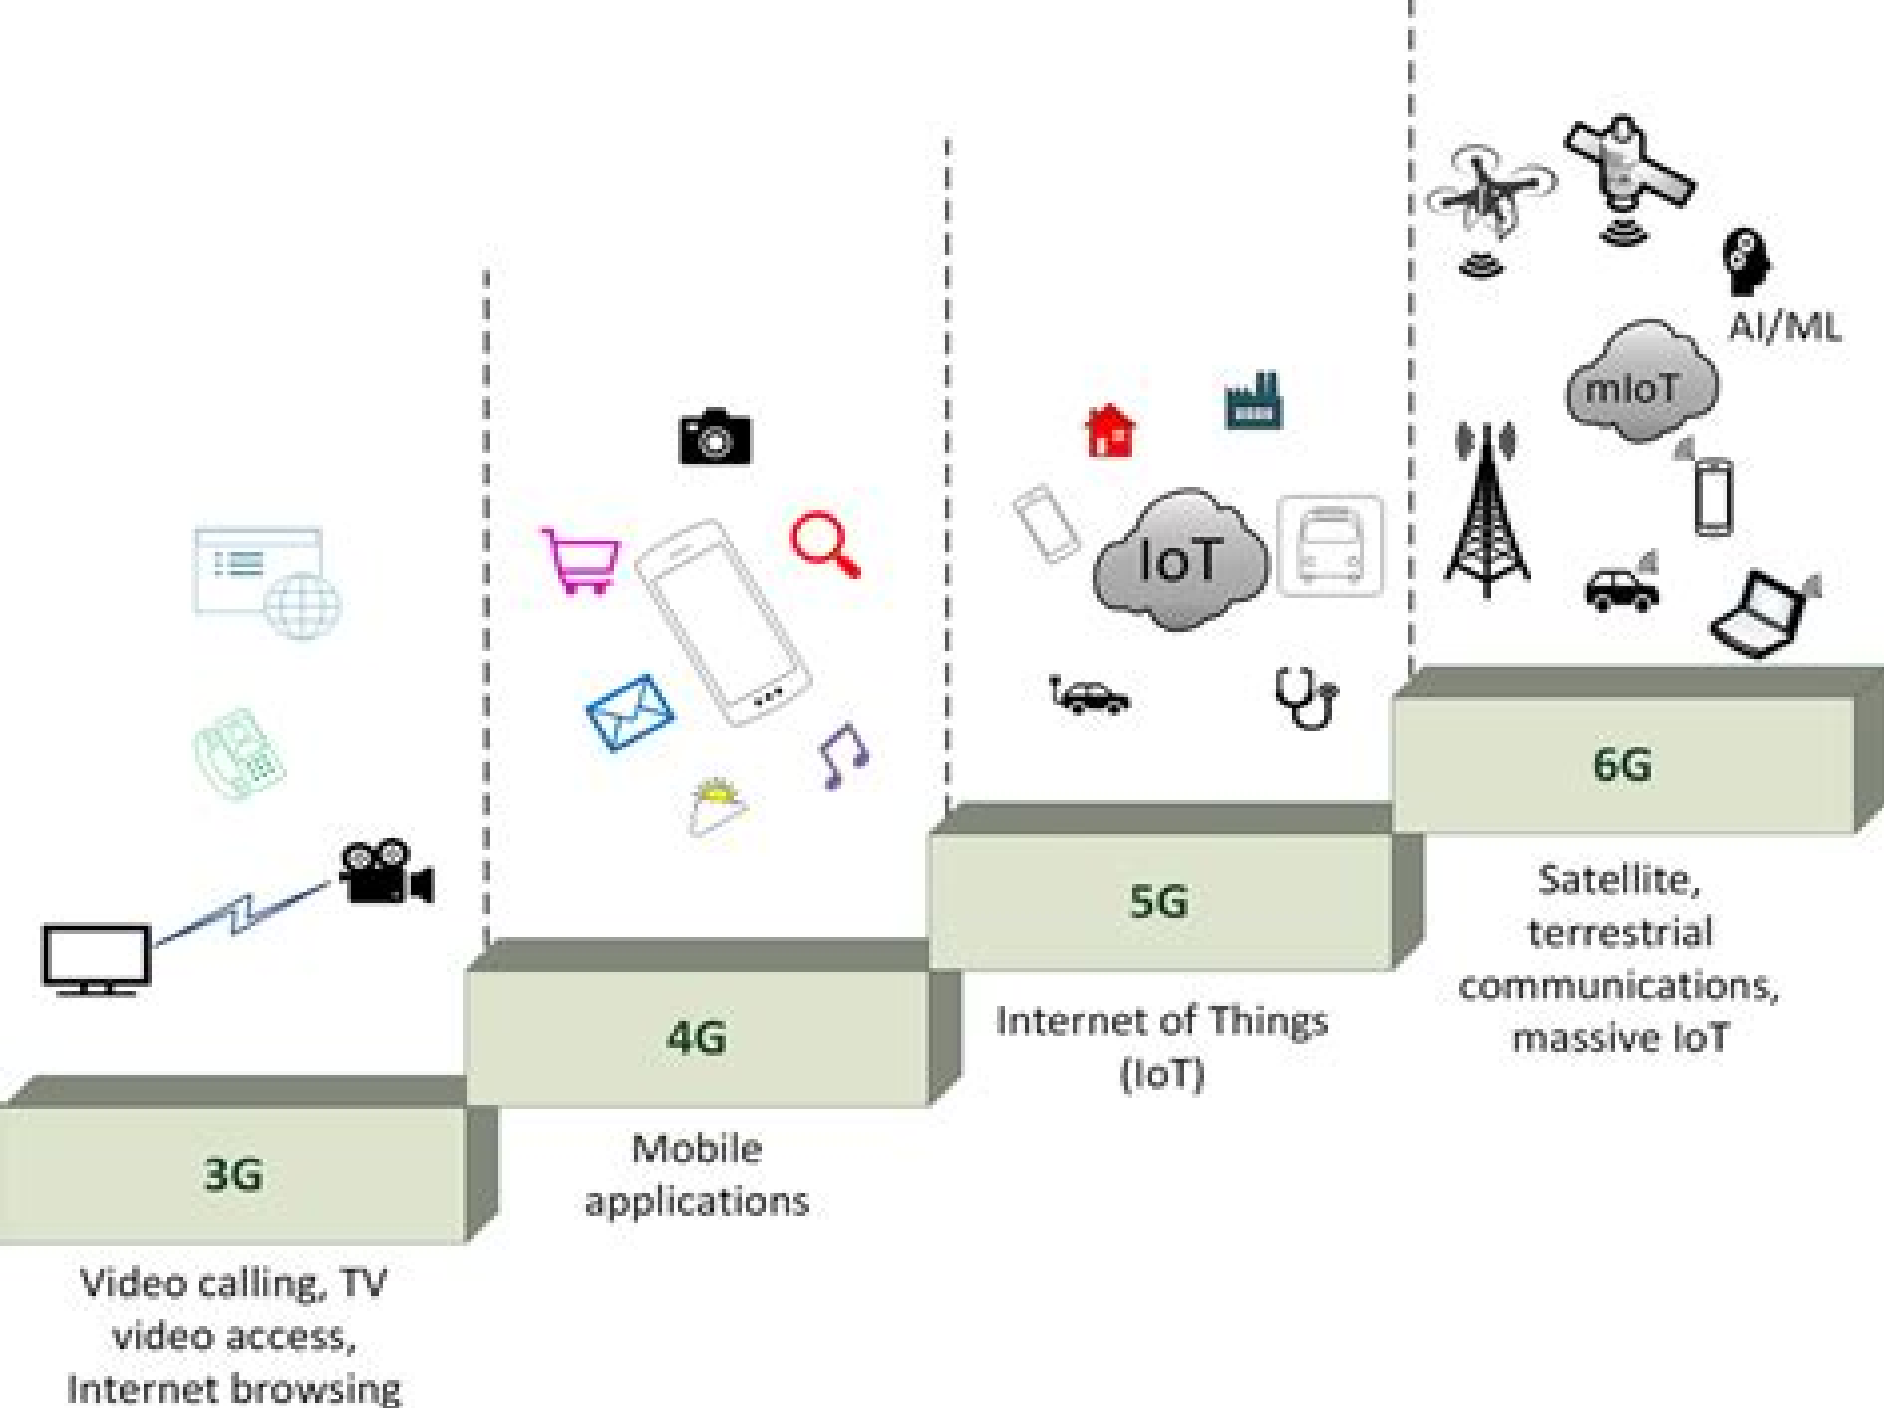 AI/ML
mIoT
IoT
6G
Satellite,
terrestrial
communications,
massive IoT
5G
Internet of Things
(IoT)
4G
Mobile
applications
3G
Video calling, TV
video access,
Internet browsing